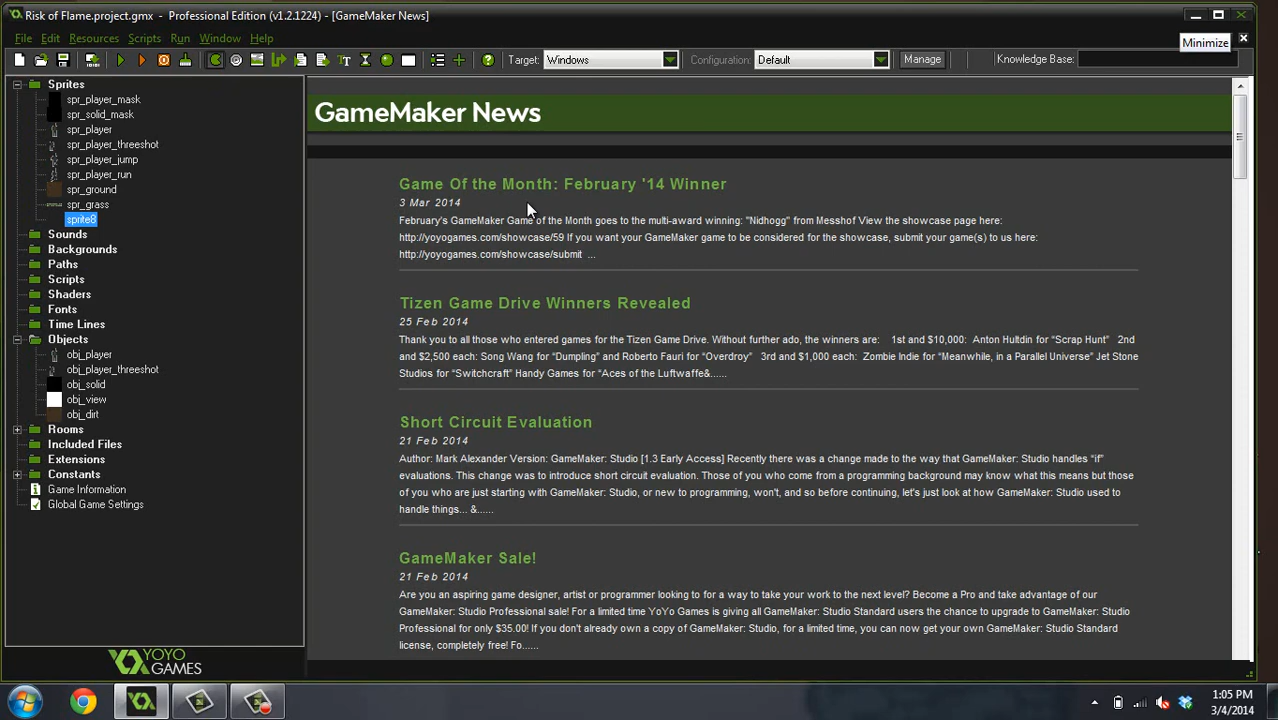 Risk of Flame.project.gmx - Professional Edition (v1.2.1224) - [GameMaker News]
File Edit Resources Scripts Run Window Help
Minimize
Target: Windows Configuration: Default Manage Knowledge Base:
Sprites
spr_player_mask
spr_solid_mask
spr_player
spr_player_threeshot
spr_player_jump
spr_player_run
spr_ground
spr_grass
sprite8
Sounds
Backgrounds
Paths
Scripts
Shaders
Fonts
Time Lines
Objects
obj_player
obj_player_threeshot
obj_solid
obj_view
obj_dirt
Rooms
Included Files
Extensions
Constants
Game Information
Global Game Settings
YOYO
GAMES
GameMaker News
Game Of the Month: February '14 Winner
3 Mar 2014
February's GameMaker Game of the Month goes to the multi-award winning: "Nidhogg" from Messhof View the showcase page here:
http://yoyogames.com/showcase/59 If you want your GameMaker game to be considered for the showcase, submit your game(s) to us here:
http://yoyogames.com/showcase/submit ...
Tizen Game Drive Winners Revealed
25 Feb 2014
Thank you to all those who entered games for the Tizen Game Drive. Without further ado, the winners are: 1st and $10,000: Anton Hultdin for “Scrap Hunt” 2nd
and $2,500 each: Song Wang for “Dumpling” and Roberto Fauri for “Overdroy” 3rd and $1,000 each: Zombie Indie for “Meanwhile, in a Parallel Universe” Jet Stone
Studios for “Switchcraft” Handy Games for “Aces of the Luftwaffe&......
Short Circuit Evaluation
21 Feb 2014
Author: Mark Alexander Version: GameMaker: Studio [1.3 Early Access] Recently there was a change made to the way that GameMaker: Studio handles “if”
evaluations. This change was to introduce short circuit evaluation. Those of you who come from a programming background may know what this means but those
of you who are just starting with GameMaker: Studio, or new to programming, won't, and so before continuing, let's just look at how GameMaker: Studio used to
handle things... &......
GameMaker Sale!
21 Feb 2014
Are you an aspiring game designer, artist or programmer looking to for a way to take your work to the next level? Become a Pro and take advantage of our
GameMaker: Studio Professional sale! For a limited time YoYo Games is giving all GameMaker: Studio Standard users the chance to upgrade to GameMaker: Studio
Professional for only $35.00! If you don't already own a copy of GameMaker: Studio, for a limited time, you can now get your own GameMaker: Studio Standard
license, completely free! Fo......
1:05 PM
3/4/2014